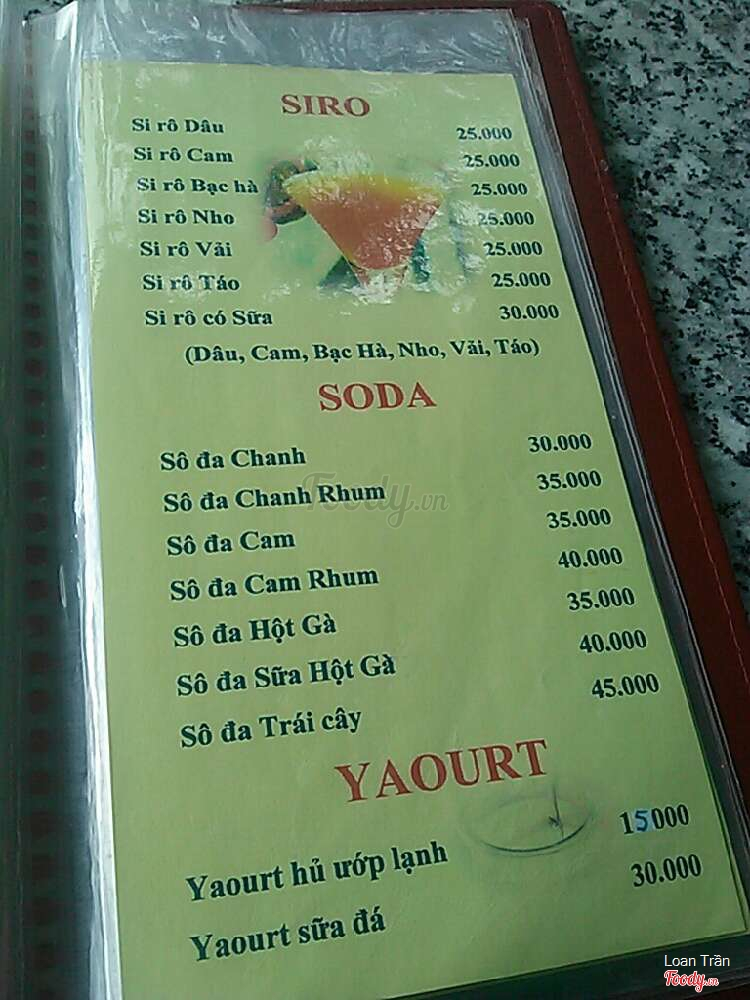 SIRO
Si rô Dâu 25.000
Si rô Cam 25.000
Si rô Bạc hà 25.000
Si rô Nho 25.000
Si rô Vải 25.000
Si rô Táo 25.000
Si rô có Sữa 30.000
(Dâu, Cam, Bạc Hà, Nho, Vải, Táo)
SODA
Sô đa Chanh 30.000
Sô đa Chanh Rhum 35.000
Sô đa Cam 35.000
Sô đa Cam Rhum 40.000
Sô đa Hột Gà 35.000
Sô đa Sữa Hột Gà 40.000
Sô đa Trái cây 45.000
YAOURT
Yaourt hủ ướp lạnh 15000
Yaourt sữa đá 30.000
Foody.vn
Loan Trần
Foody.vn